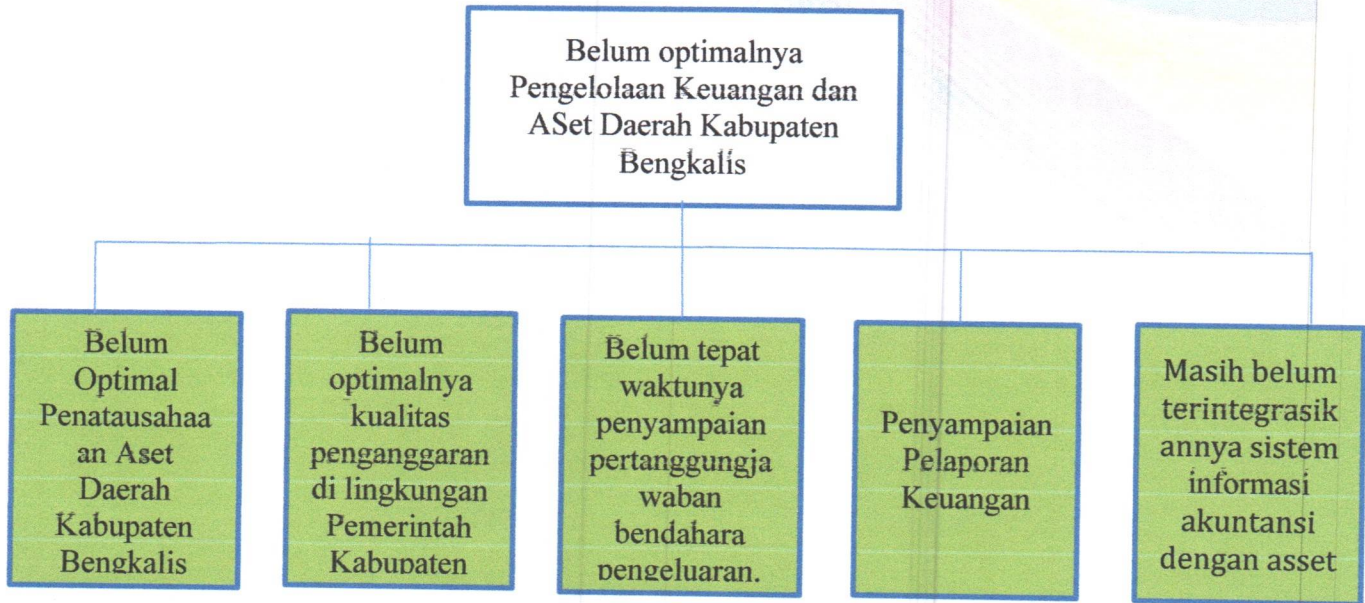 Belum optimalnya
Pengelolaan Keuangan dan
ASet Daerah Kabupaten
Bengkalis
Belum
Optimal
Penatausahaa
an Aset
Daerah
Kabupaten
Bengkalis
Belum
optimalnya
kualitas
penganggaran
di lingkungan
Pemerintah
Kabupaten
Belum tepat
waktunya
penyampaian
pertanggungja
waban
bendahara
pengeluaran.
Penyampaian
Pelaporan
Keuangan
Masih belum
terintegrasik
annya sistem
informasi
akuntansi
dengan asset